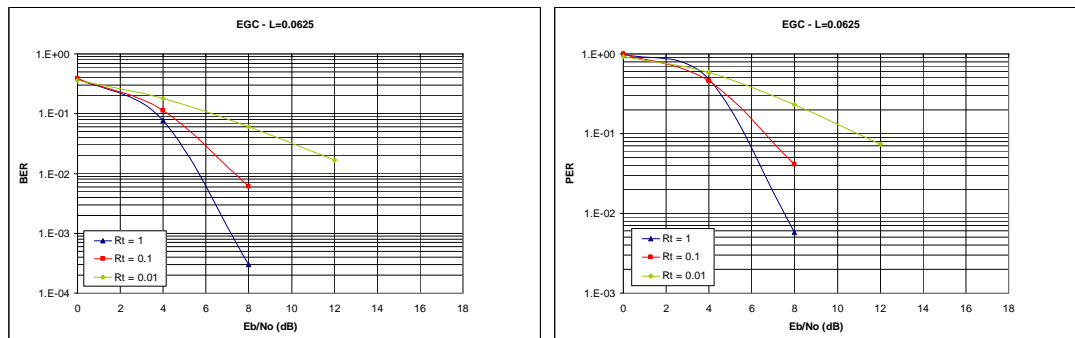 EGC - L=0.0625
1.E+00
1.E-01
1.E-02
1.E-03
1.E-04
BER
Rt = 1
Rt = 0.1
Rt = 0.01
0 2 4 6 8 10 12 14 16 18
Eb/No (dB)
EGC - L=0.0625
1.E+00
1.E-01
1.E-02
1.E-03
PER
Rt = 1
Rt = 0.1
Rt = 0.01
0 2 4 6 8 10 12 14 16 18
Eb/No (dB)